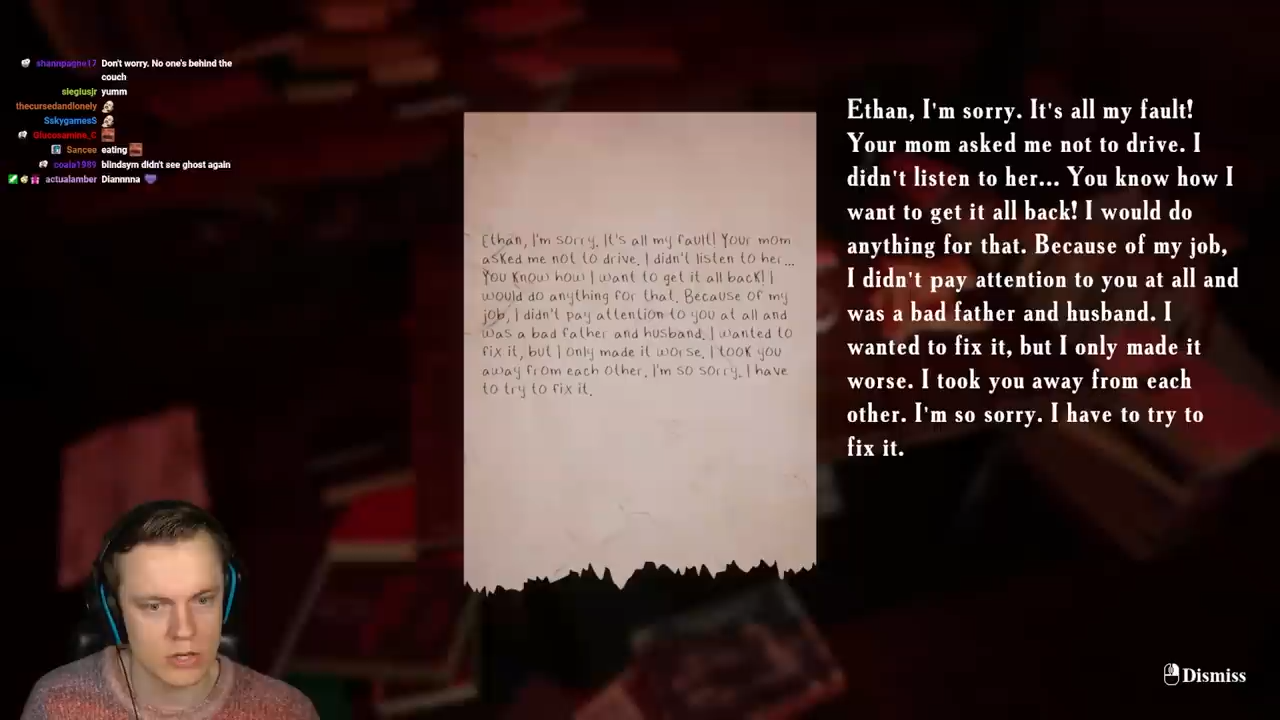 shannpagne17 Don't worry. No one's behind the
couch
siegiusjr yumm
thecursedandlonely
SskygamesS
Glucosamine_C
Sancee eating
coala1989 blindsym didn't see ghost again
actualamber Diannnna
Ethan, I'm sorry. It's all my fault! Your mom
asked me not to drive. I didn't listen to her...
You know how I want to get it all back! I
would do anything for that. Because of my
job, I didn't pay attention to you at all and
was a bad father and husband. I wanted to
fix it, but I only made it worse. I took you
away from each other. I'm so sorry. I have
to try to fix it.
Ethan, I'm sorry. It's all my fault!
Your mom asked me not to drive. I
didn't listen to her... You know how I
want to get it all back! I would do
anything for that. Because of my job,
I didn't pay attention to you at all and
was a bad father and husband. I
wanted to fix it, but I only made it
worse. I took you away from each
other. I'm so sorry. I have to try to
fix it.
Dismiss